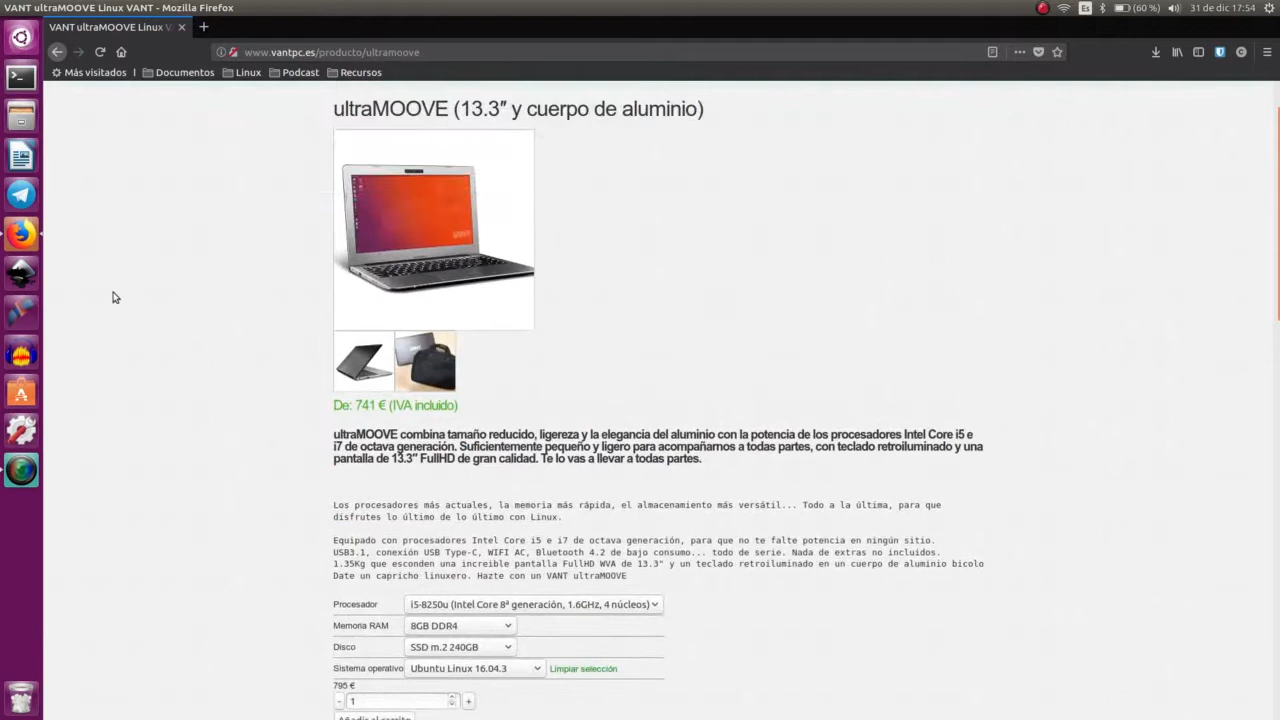 VANT ultraMOOVE Linux VANT - Mozilla Firefox
Es
(60 %)
31 de dic 17:54
VANT ultraMOOVE Linux V
www.vantpc.es/producto/ultramoove
Más visitados
Documentos
Linux
Podcast
Recursos
ultraMOOVE (13.3″ y cuerpo de aluminio)
De: 741 € (IVA incluido)
ultraMOOVE combina tamaño reducido, ligereza y la elegancia del aluminio con la potencia de los procesadores Intel Core i5 e
i7 de octava generación. Suficientemente pequeño y ligero para acompañarnos a todas partes, con teclado retroiluminado y una
pantalla de 13.3″ FullHD de gran calidad. Te lo vas a llevar a todas partes.
Los procesadores más actuales, la memoria más rápida, el almacenamiento más versátil... Todo a la última, para que
disfrutes lo último de lo último con Linux.
Equipado con procesadores Intel Core i5 e i7 de octava generación, para que no te falte potencia en ningún sitio.
USB3.1, conexión USB Type-C, WIFI AC, Bluetooth 4.2 de bajo consumo... todo de serie. Nada de extras no incluidos.
1.35Kg que esconden una increible pantalla FullHD WVA de 13.3" y un teclado retroiluminado en un cuerpo de aluminio bicolo
Date un capricho linuxero. Hazte con un VANT ultraMOOVE
Procesador
i5-8250u (Intel Core 8ª generación, 1.6GHz, 4 núcleos)
Memoria RAM
8GB DDR4
Disco
SSD m.2 240GB
Sistema operativo
Ubuntu Linux 16.04.3
Limpiar selección
795 €
- 1 +
Añadir al carrito